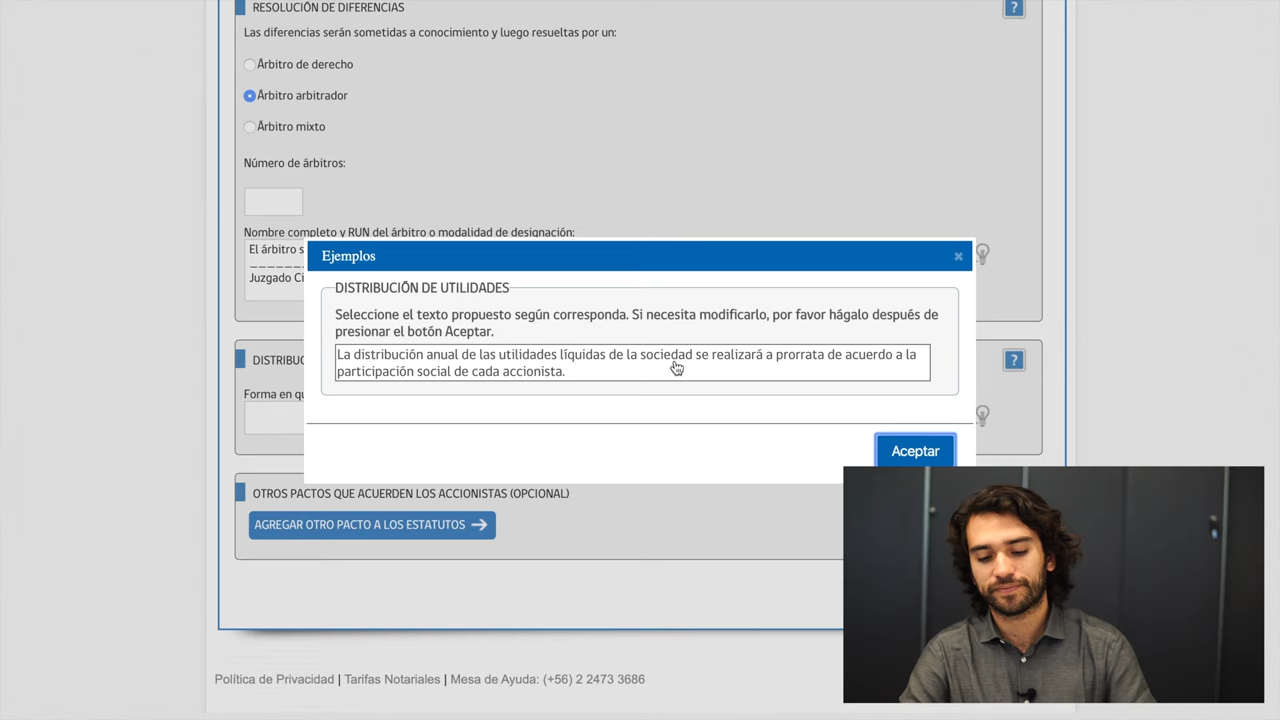 RESOLUCIÓN DE DIFERENCIAS
?
Las diferencias serán sometidas a conocimiento y luego resueltas por un:
Árbitro de derecho
Árbitro arbitrador
Árbitro mixto
Número de árbitros:
Nombre completo y RUN del árbitro o modalidad de designación:
El árbitro s
Juzgado Ci
Ejemplos
×
DISTRIBUCIÓN DE UTILIDADES
Seleccione el texto propuesto según corresponda. Si necesita modificarlo, por favor hágalo después de
presionar el botón Aceptar.
La distribución anual de las utilidades líquidas de la sociedad se realizará a prorrata de acuerdo a la
participación social de cada accionista.
Aceptar
DISTRIBUC
?
Forma en qu
OTROS PACTOS QUE ACUERDEN LOS ACCIONISTAS (OPCIONAL)
AGREGAR OTRO PACTO A LOS ESTATUTOS →
Política de Privacidad | Tarifas Notariales | Mesa de Ayuda: (+56) 2 2473 3686